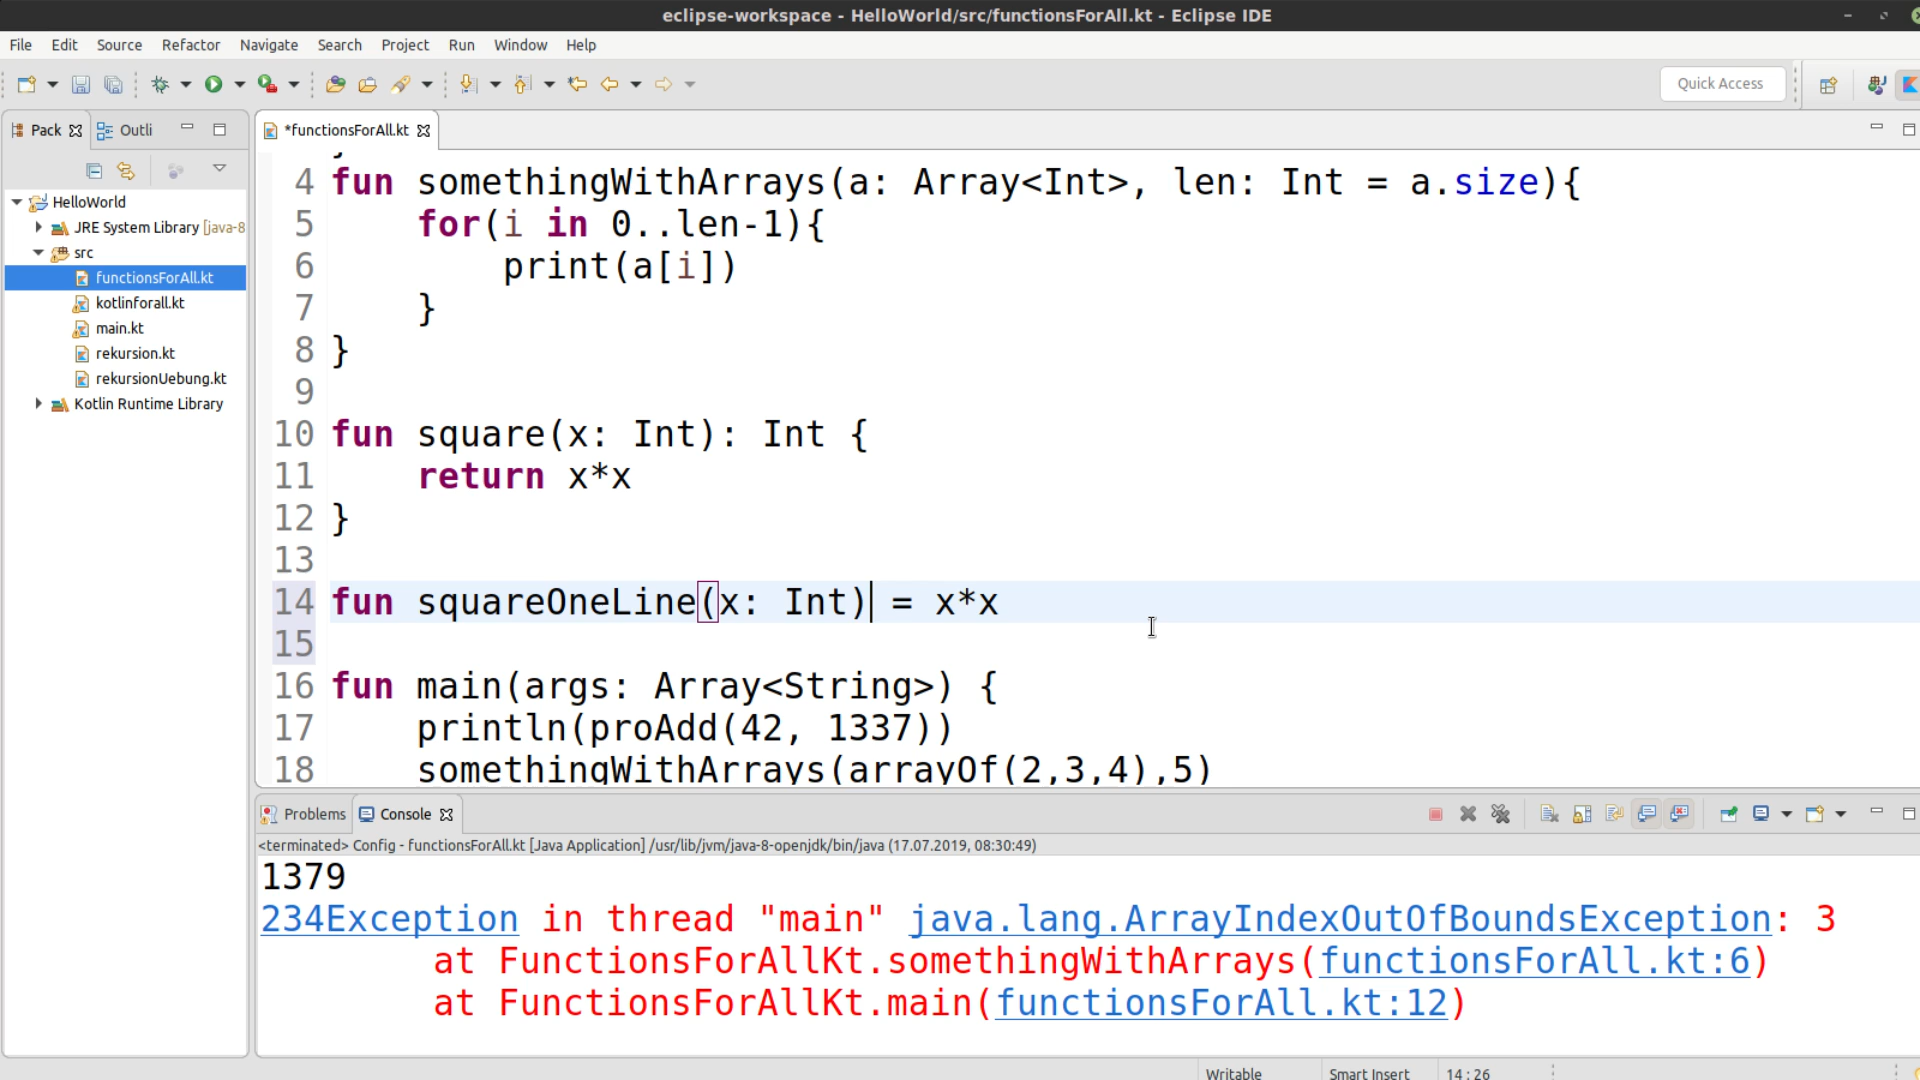 eclipse-workspace - HelloWorld/src/functionsForAll.kt - Eclipse IDE
File Edit Source Refactor Navigate Search Project Run Window Help
Quick Access
Pack Outli
*functionsForAll.kt
HelloWorld
JRE System Library [java-8
src
functionsForAll.kt
kotlinforall.kt
main.kt
rekursion.kt
rekursionUebung.kt
Kotlin Runtime Library
4 fun somethingWithArrays(a: Array<Int>, len: Int = a.size){
5 for(i in 0..len-1){
6 print(a[i])
7 }
8 }
9
10 fun square(x: Int): Int {
11 return x*x
12 }
13
14 fun squareOneLine(x: Int) = x*x
15
16 fun main(args: Array<String>) {
17 println(proAdd(42, 1337))
18 somethingWithArrays(arrayOf(2,3,4),5)
Problems Console
<terminated> Config - functionsForAll.kt [Java Application] /usr/lib/jvm/java-8-openjdk/bin/java (17.07.2019, 08:30:49)
1379
234Exception in thread "main" java.lang.ArrayIndexOutOfBoundsException: 3
at FunctionsForAllKt.somethingWithArrays(functionsForAll.kt:6)
at FunctionsForAllKt.main(functionsForAll.kt:12)
Writable Smart Insert 14 : 26